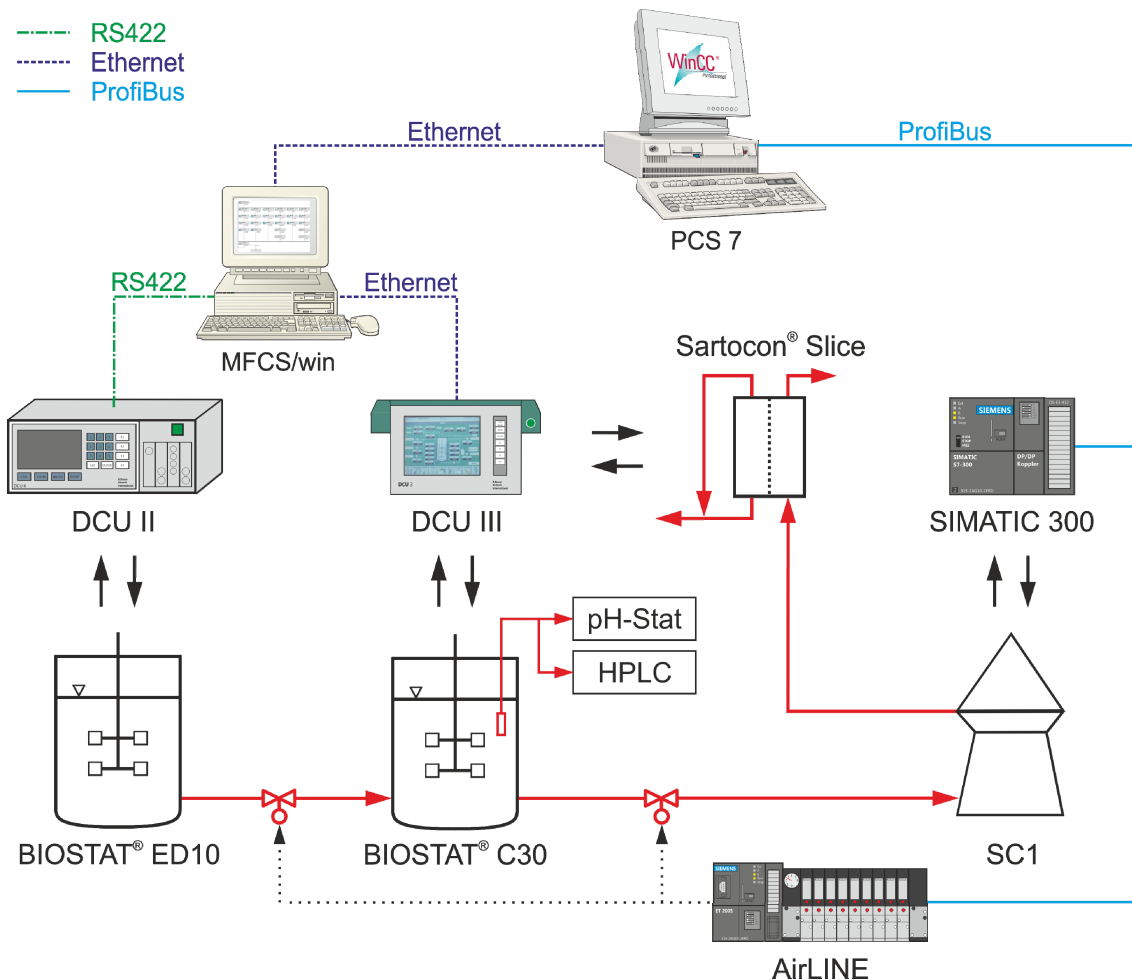 RS422
Ethernet
ProfiBus
WinCC®
Ethernet
ProfiBus
PCS 7
RS422
Ethernet
MFCS/win
Sartocon® Slice
SIEMENS
SIMATIC
S7-300
DP/DP
Koppler
DCU II
DCU III
SIMATIC 300
pH-Stat
HPLC
BIOSTAT® ED10
BIOSTAT® C30
SC1
SIEMENS
ET 200S
AirLINE